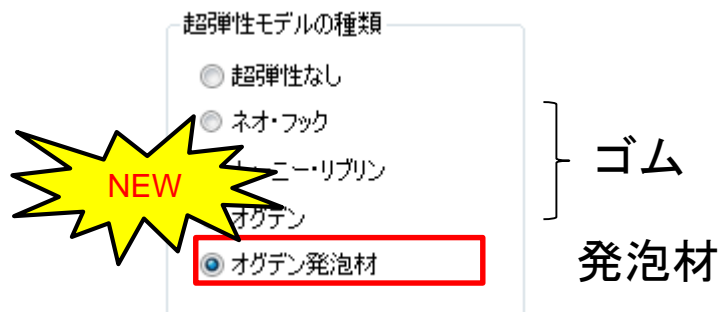 超弾性モデルの種類
超弾性なし
ネオ・フック
ーニー・リブリン
オグデン
オグデン発泡材
NEW
ゴム
発泡材